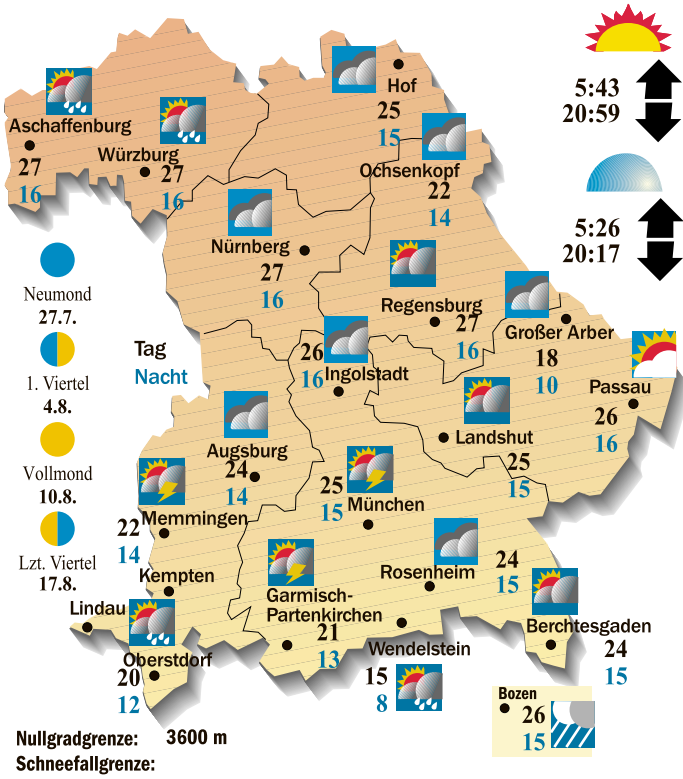 5:43
20:59
5:26
20:17
Hof
25
15
Aschaffenburg
27
16
Würzburg
27
16
Ochsenkopf
22
14
Nürnberg
27
16
Neumond
27.7.
1. Viertel
4.8.
Vollmond
10.8.
Lzt. Viertel
17.8.
Tag
Nacht
Regensburg
27
16
Großer Arber
18
10
26
16
Ingolstadt
Passau
26
16
Landshut
25
15
Augsburg
24
14
25
15
München
Memmingen
22
14
Kempten
Lindau
Oberstdorf
20
12
Garmisch-
Partenkirchen
21
13
Rosenheim
24
15
Wendelstein
15
8
Berchtesgaden
24
15
Bozen
26
15
Nullgradgrenze: 3600 m
Schneefallgrenze: